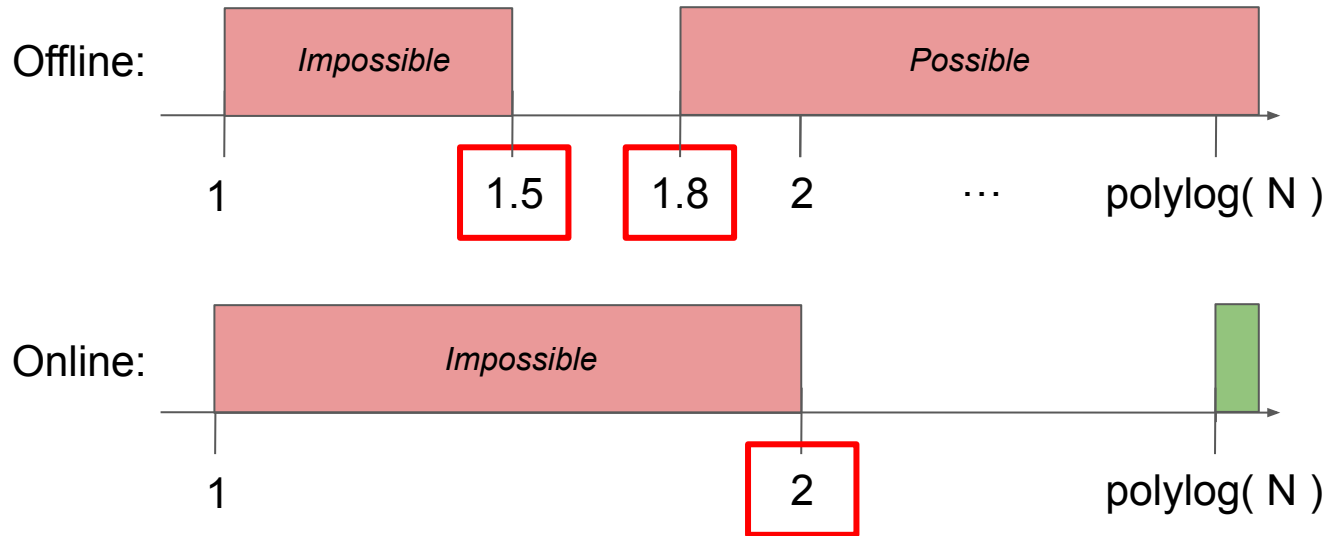 Offline:
Impossible
Possible
1
1.5
1.8
2
...
polylog( N )
Online:
Impossible
1
2
polylog( N )